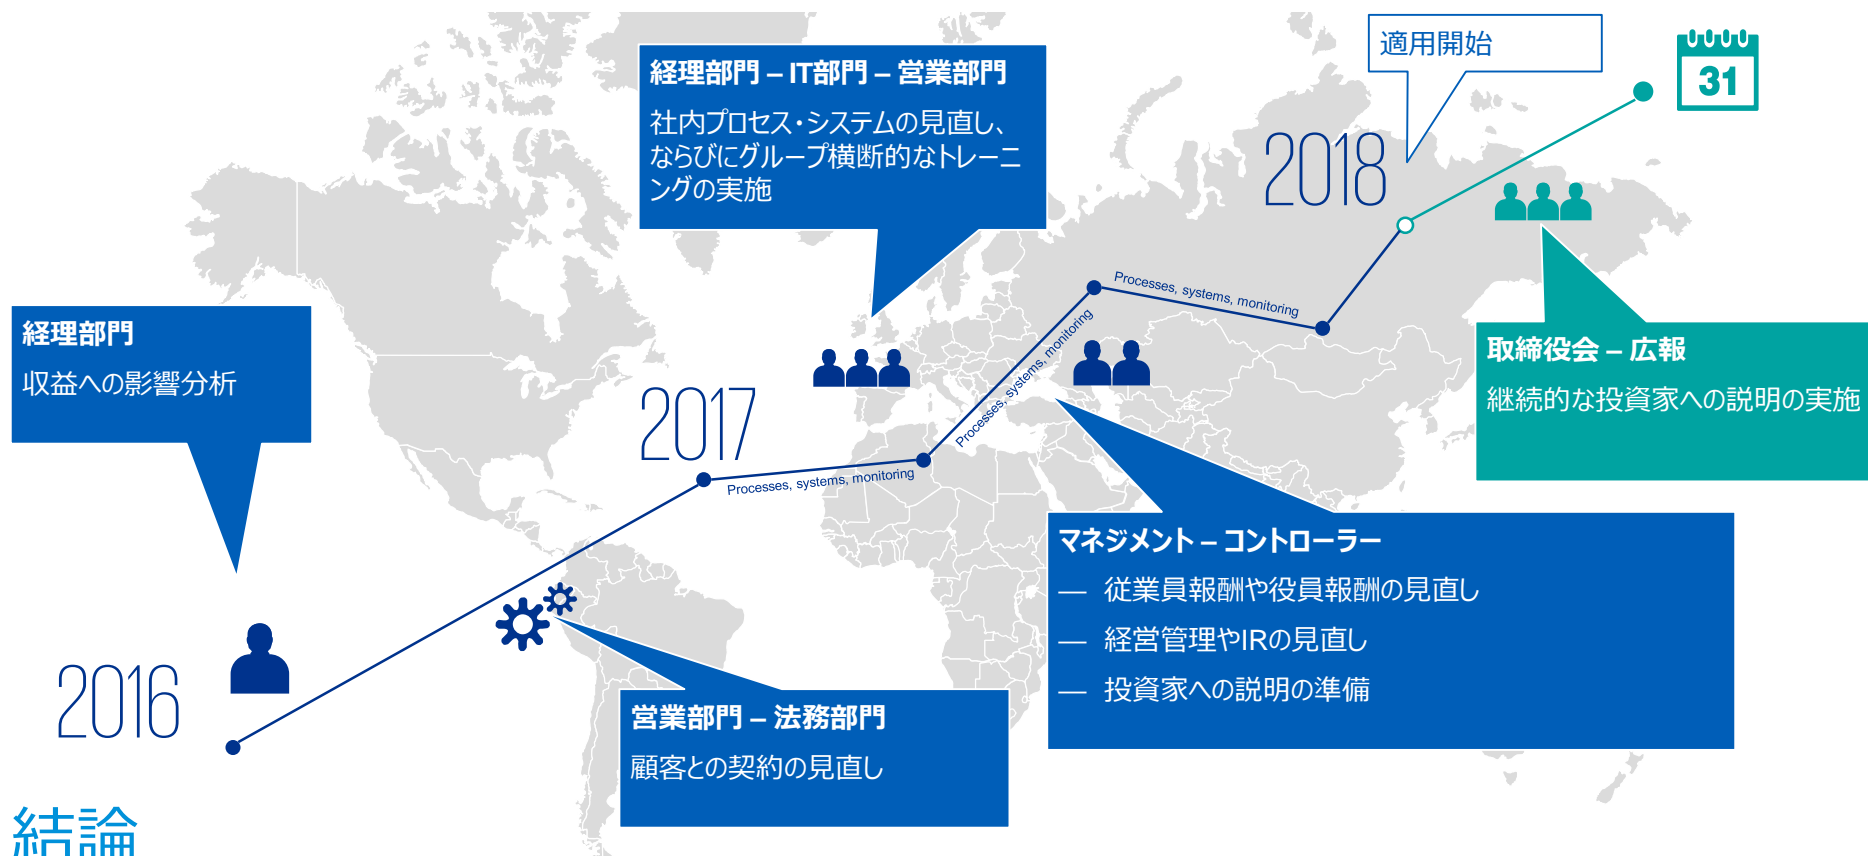 適用開始
31
経理部門 – IT部門 – 営業部門
社内プロセス・システムの見直し、
ならびにグループ横断的なトレーニ
ングの実施
2018
Processes, systems, monitoring
経理部門
収益への影響分析
取締役会 – 広報
継続的な投資家への説明の実施
Processes, systems, monitoring
2017
Processes, systems, monitoring
マネジメント – コントローラー
— 従業員報酬や役員報酬の見直し
— 経営管理やIRの見直し
— 投資家への説明の準備
2016
営業部門 – 法務部門
顧客との契約の見直し
結論